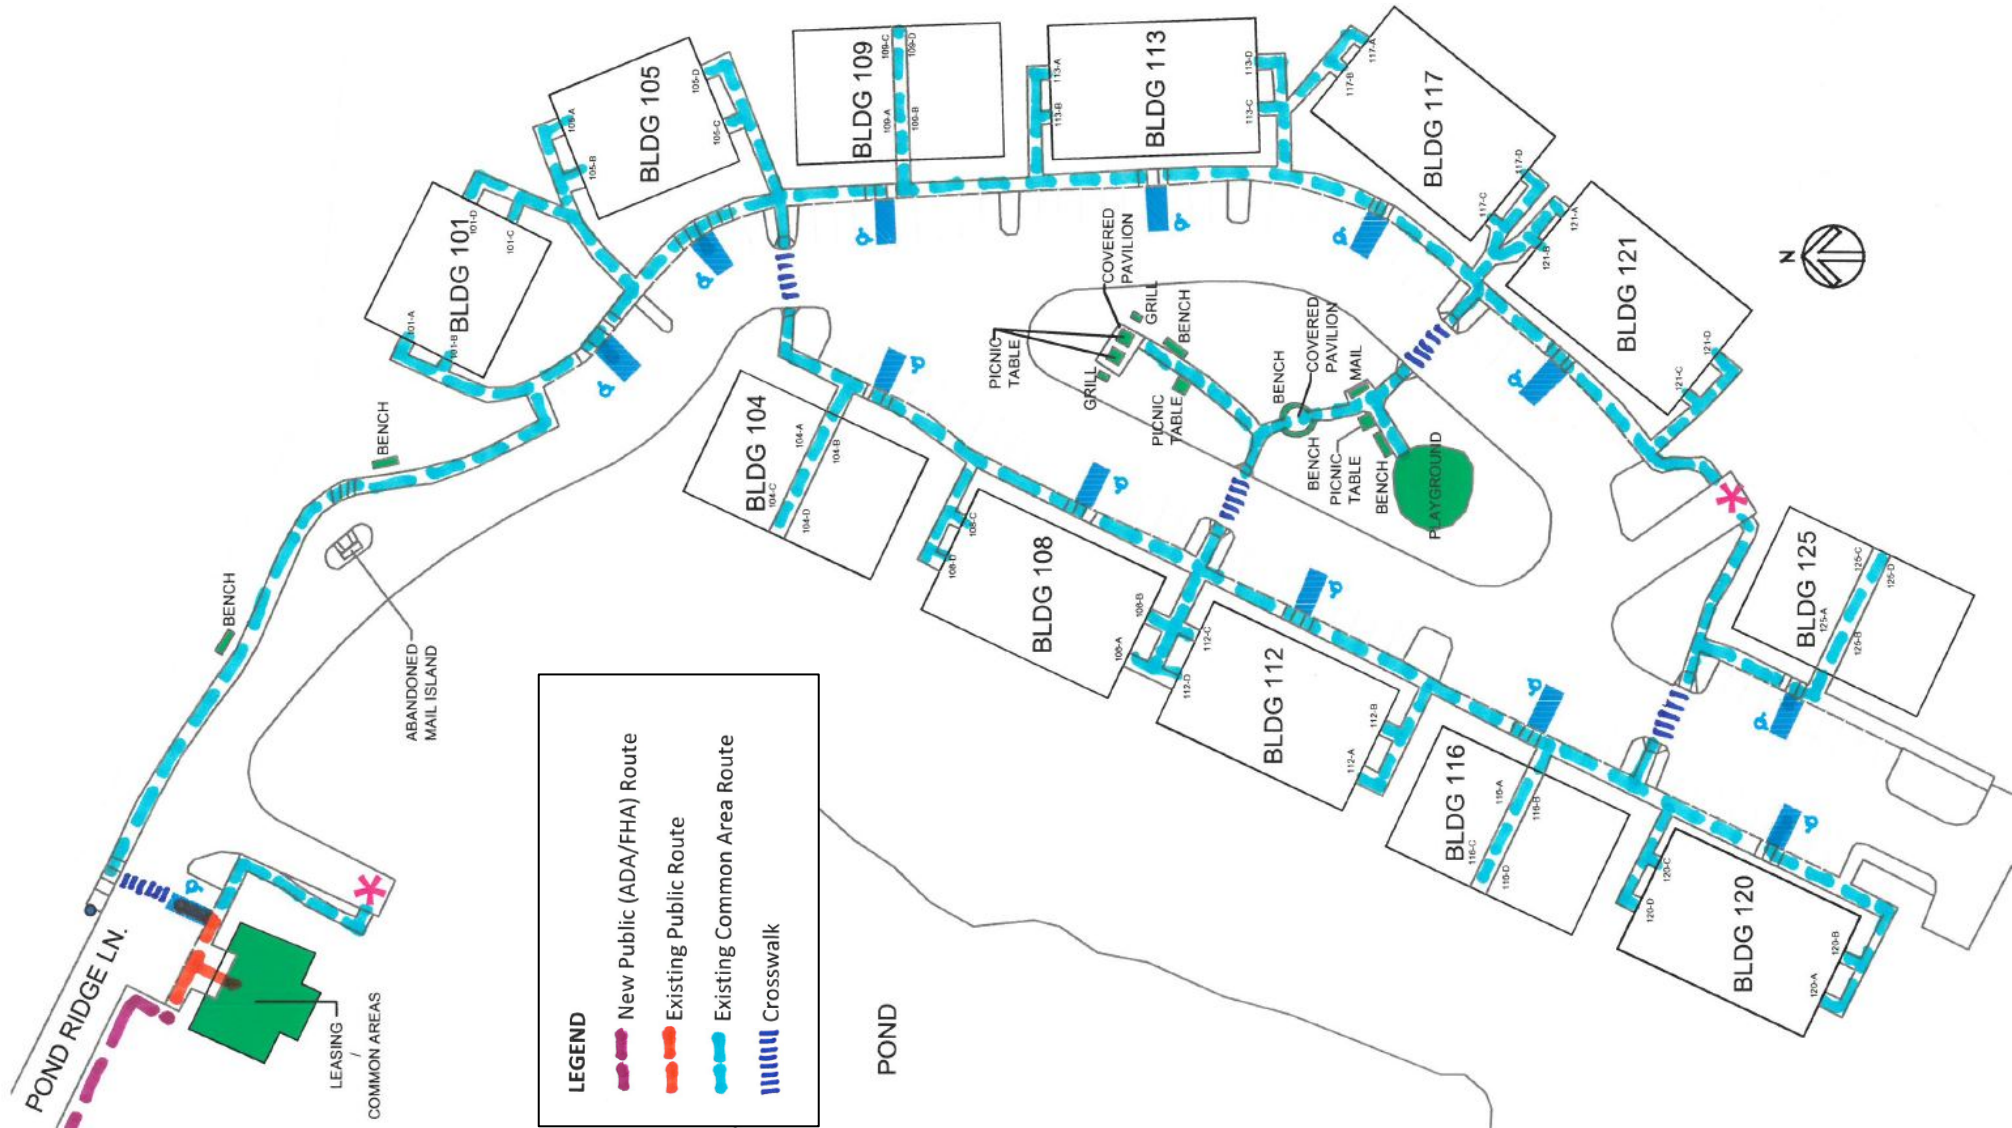 BLDG 101
101-A
101-B
101-C
101-D
BLDG 105
105-A
105-B
105-C
105-D
BLDG 109
109-A
109-C
109-D
BLDG 113
113-A
113-B
113-C
113-D
BLDG 117
117-A
117-B
117-C
117-D
BLDG 121
121-A
121-B
121-C
121-D
N
BENCH
BENCH
ABANDONED
MAIL ISLAND
BLDG 104
104-A
104-B
104-C
104-D
PICNIC
TABLE
COVERED
PAVILION
GRILL
GRILL
BENCH
PICNIC
TABLE
BENCH
COVERED
PAVILION
MAIL
BENCH
PICNIC
TABLE
BENCH
PLAYGROUND
BLDG 108
108-A
108-B
108-C
108-D
BLDG 112
112-A
112-B
112-C
112-D
BLDG 116
116-A
116-B
116-C
116-D
BLDG 120
120-A
120-B
120-C
120-D
BLDG 125
125-A
125-B
125-C
125-D
POND RIDGE LN.
LEASING
/
COMMON AREAS
LEGEND
New Public (ADA/FHA) Route
Existing Public Route
Existing Common Area Route
Crosswalk
POND